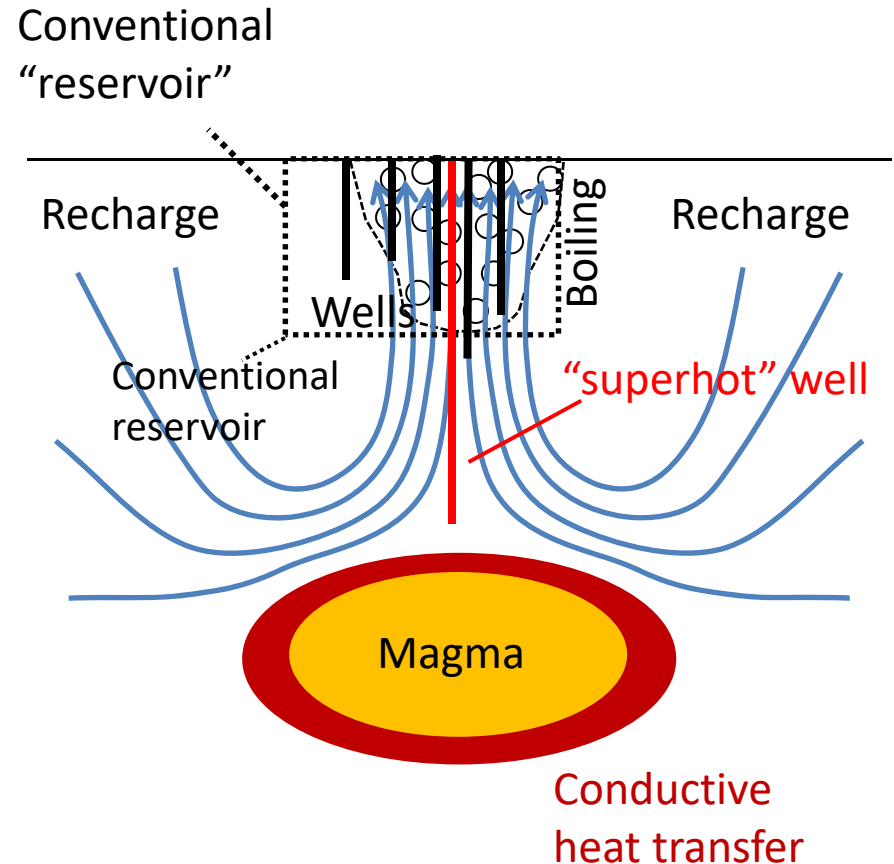 Conventional
“reservoir”
Recharge
Recharge
Boiling
Wells
Conventional
reservoir
“superhot” well
Magma
Conductive
heat transfer